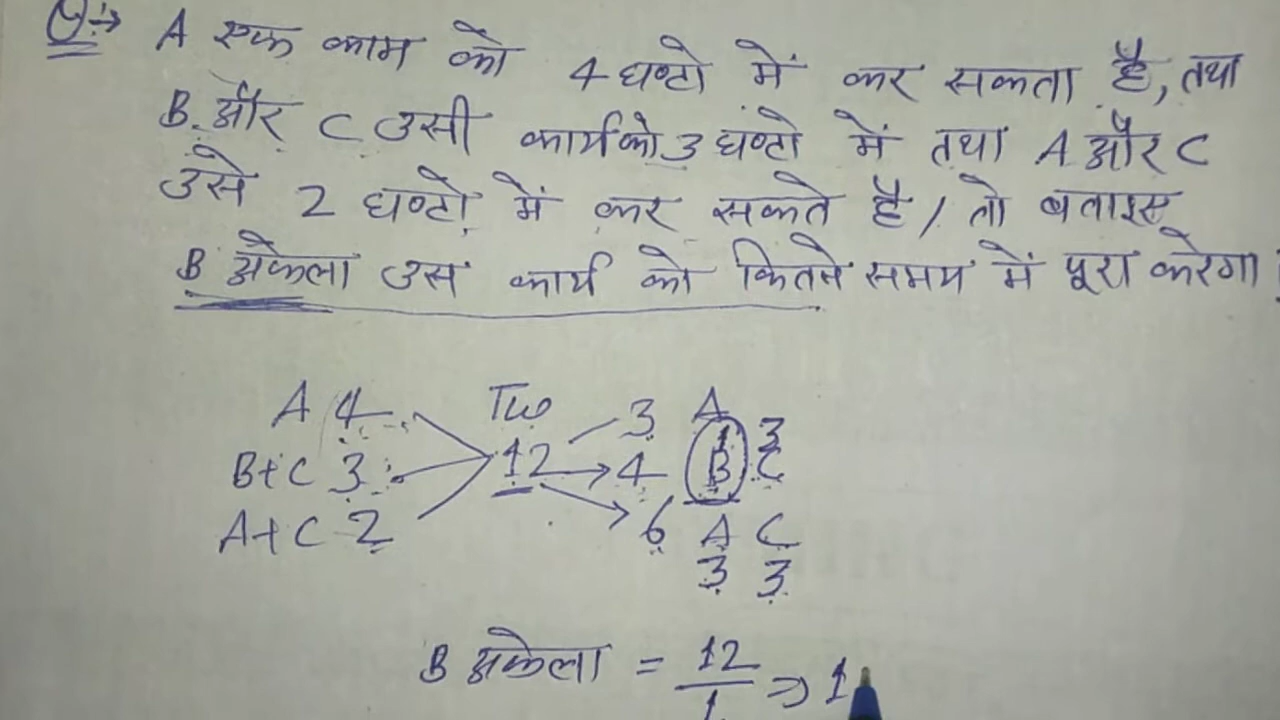 Q:→ A एक काम को 4 घण्टो में कर सकता है, तथा
B और C उसी कार्य को 3 घण्टो में तथा A और C
उसे 2 घण्टो में कर सकते है / तो बताइए
B अकेला उस कार्य को कितने समय में पूरा करेगा
A 4 Tw 3 A
1 3
B+C 3 12 4 B C
A+C 2 6 A C
3 3
B अकेला = 12/1 ⇒ 1